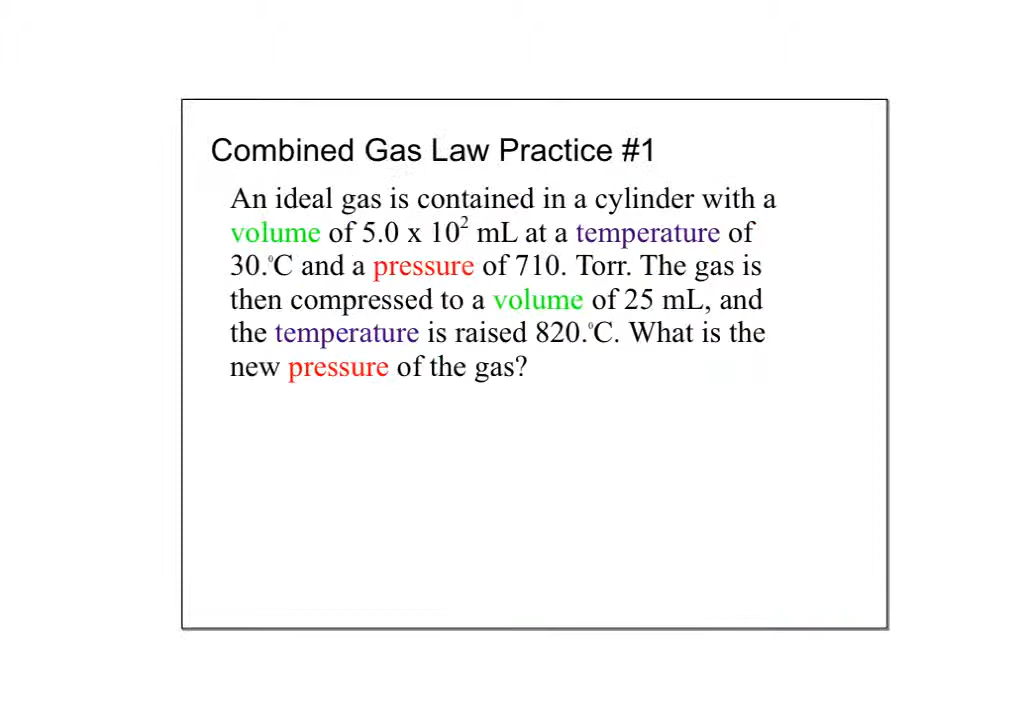 Combined Gas Law Practice #1
An ideal gas is contained in a cylinder with a
volume of 5.0 x 10² mL at a temperature of
30.⁰C and a pressure of 710. Torr. The gas is
then compressed to a volume of 25 mL, and
the temperature is raised 820.⁰C. What is the
new pressure of the gas?